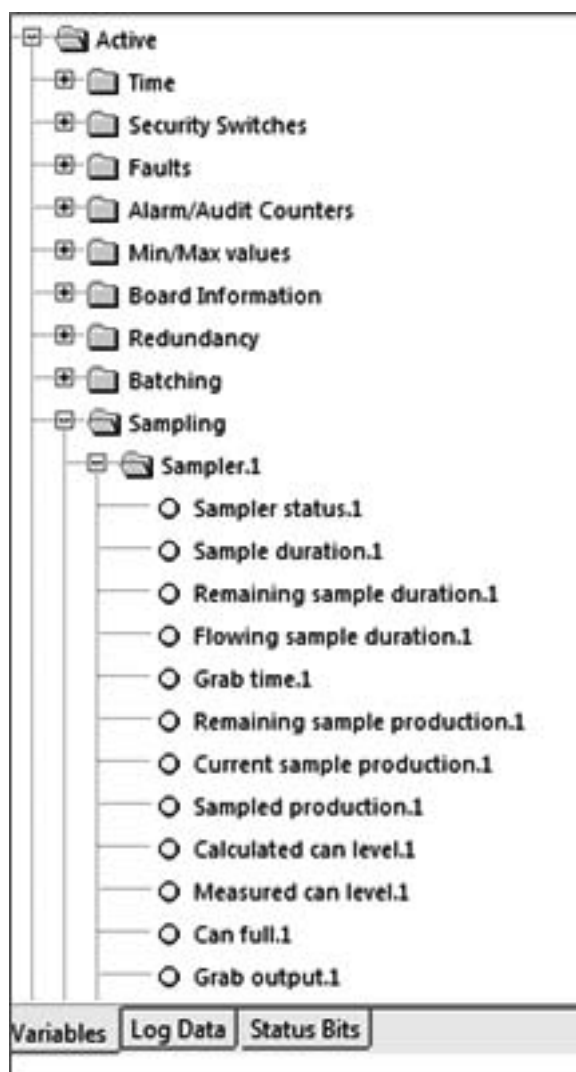 Active
Time
Security Switches
Faults
Alarm/Audit Counters
Min/Max values
Board Information
Redundancy
Batching
Sampling
Sampler.1
Sampler status.1
Sample duration.1
Remaining sample duration.1
Flowing sample duration.1
Grab time.1
Remaining sample production.1
Current sample production.1
Sampled production.1
Calculated can level.1
Measured can level.1
Can full.1
Grab output.1
Variables Log Data Status Bits